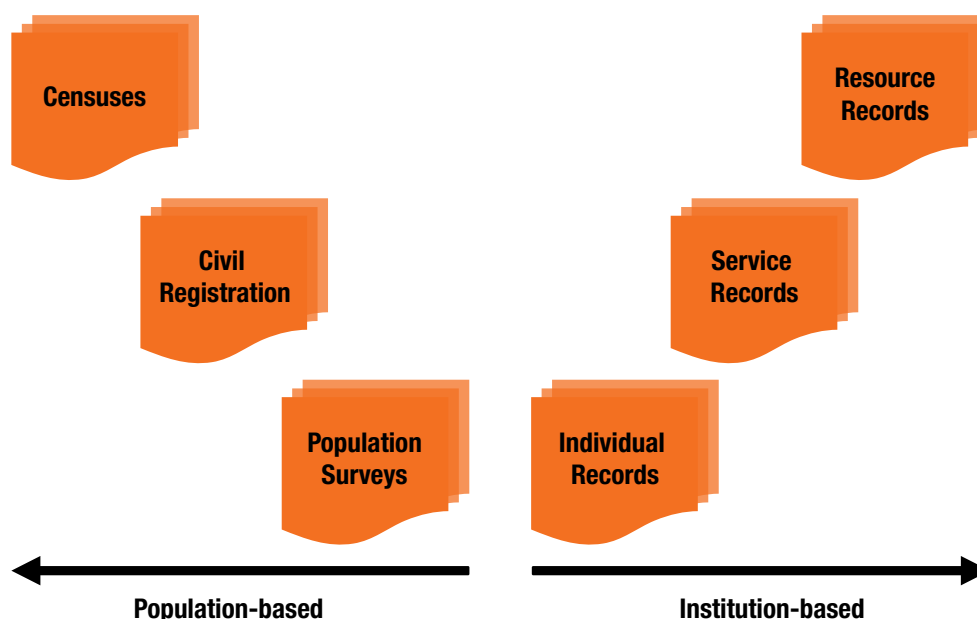 Censuses
Resource
Records
Civil
Registration
Service
Records
Population
Surveys
Individual
Records
Population-based
Institution-based